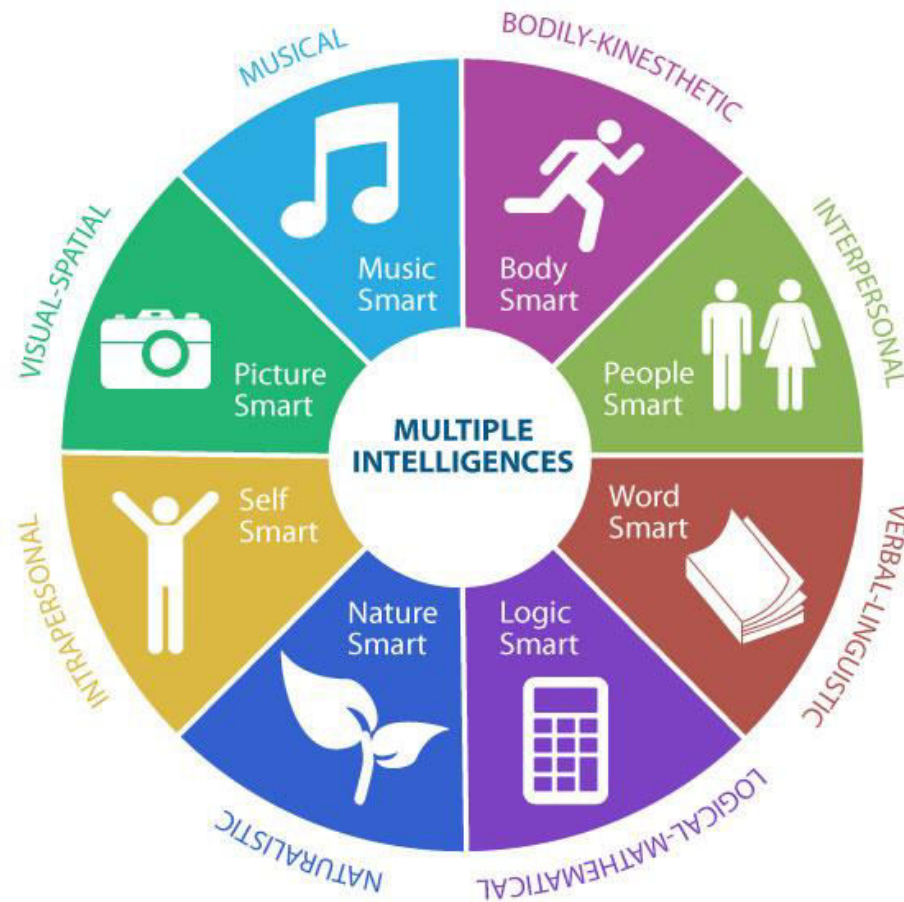 MUSICAL
BODILY-KINESTHETIC
VISUAL-SPATIAL
INTERPERSONAL
Music
Smart
Body
Smart
Picture
Smart
People
Smart
MULTIPLE
INTELLIGENCES
Self
Smart
Word
Smart
Nature
Smart
Logic
Smart
INTRAPERSONAL
VERBAL-LINGUISTIC
NATURALISTIC
LOGICAL-MATHEMATICAL